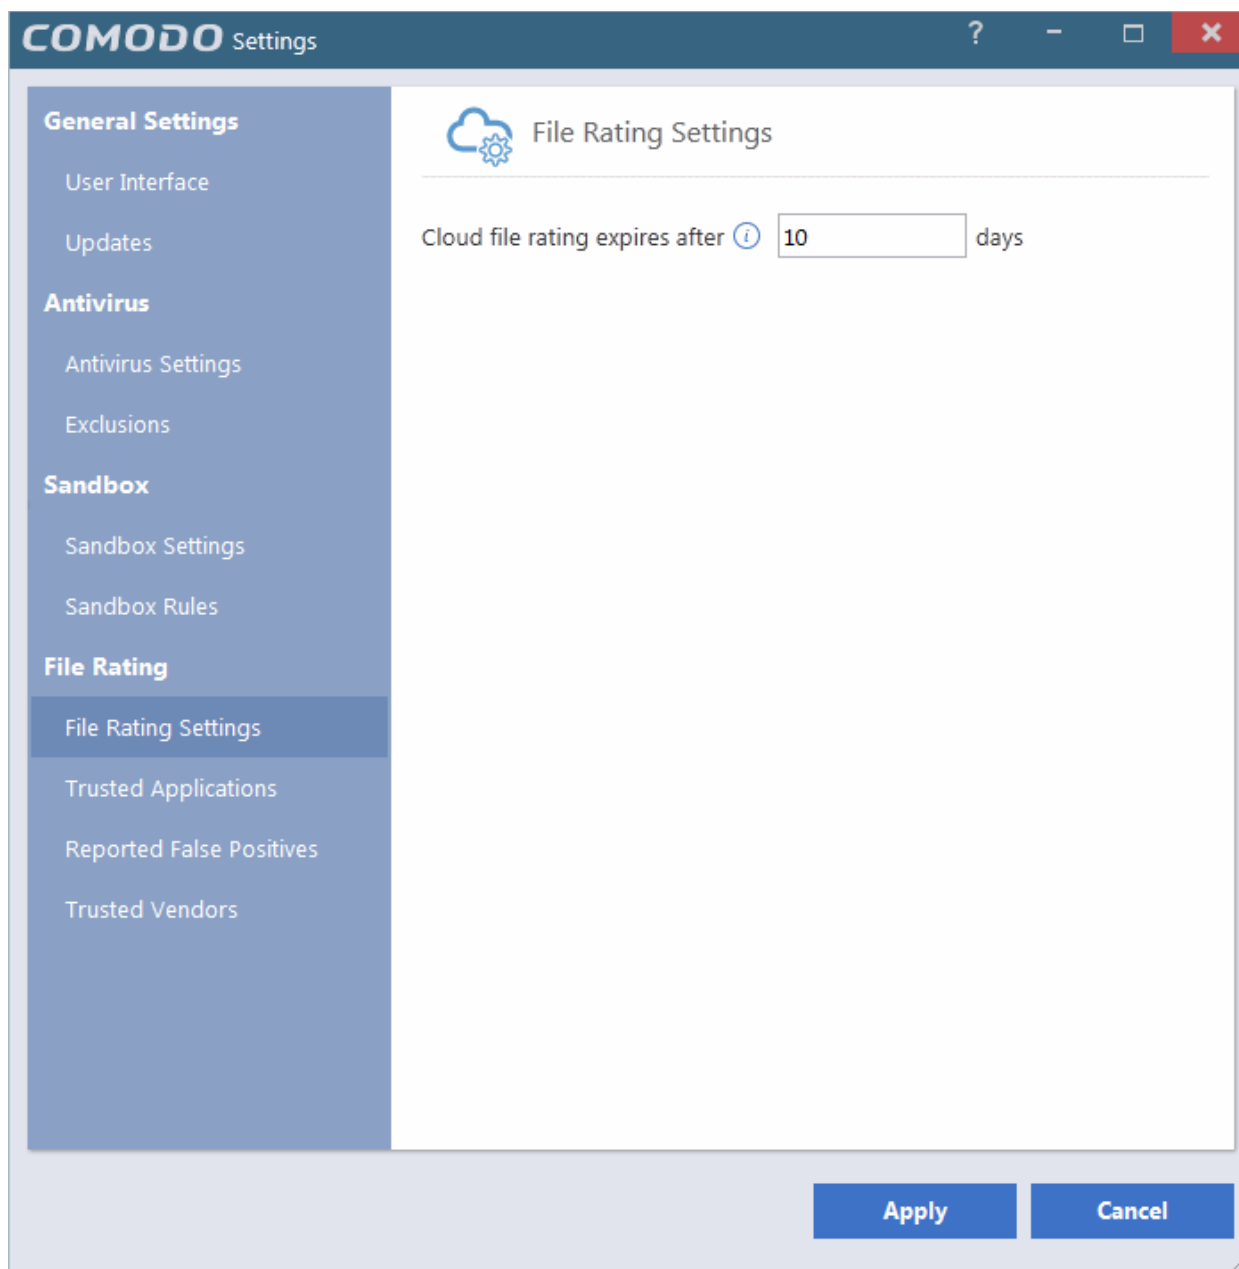 COMODO Settings ?
General Settings
User Interface
Updates
Antivirus
Antivirus Settings
Exclusions
Sandbox
Sandbox Settings
Sandbox Rules
File Rating
File Rating Settings
Trusted Applications
Reported False Positives
Trusted Vendors
File Rating Settings
Cloud file rating expires after i 10 days
Apply Cancel